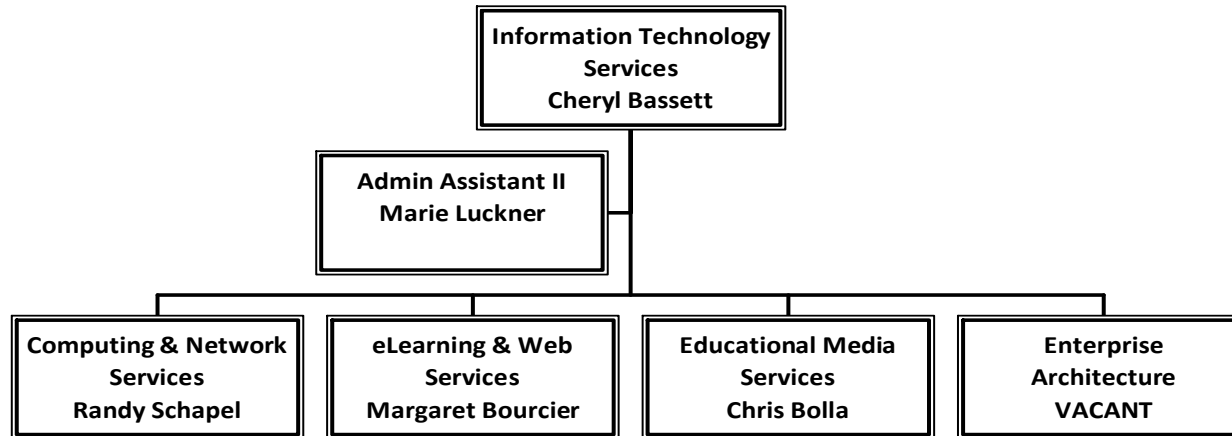 Information Technology
Services
Cheryl Bassett
Admin Assistant II
Marie Luckner
Computing & Network
Services
Randy Schapel
eLearning & Web
Services
Margaret Bourcier
Educational Media
Services
Chris Bolla
Enterprise
Architecture
VACANT